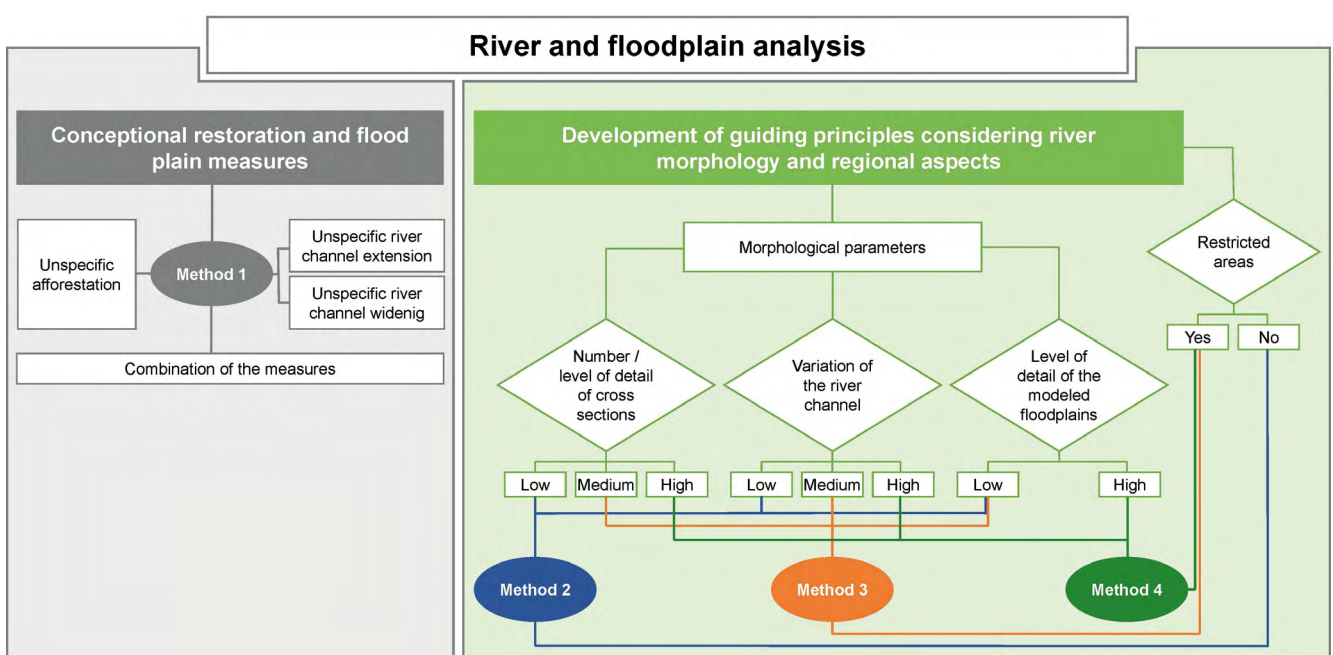 River and floodplain analysis
Conceptional restoration and flood
plain measures
Unspecific
afforestation
Method 1
Unspecific river
channel extension
Unspecific river
channel widenig
Combination of the measures
Development of guiding principles considering river
morphology and regional aspects
Morphological parameters
Restricted
areas
Yes
No
Number /
level of detail
of cross
sections
Variation of
the river
channel
Level of
detail of the
modeled
floodplains
Low
Medium
High
Low
Medium
High
Low
High
Method 2
Method 3
Method 4